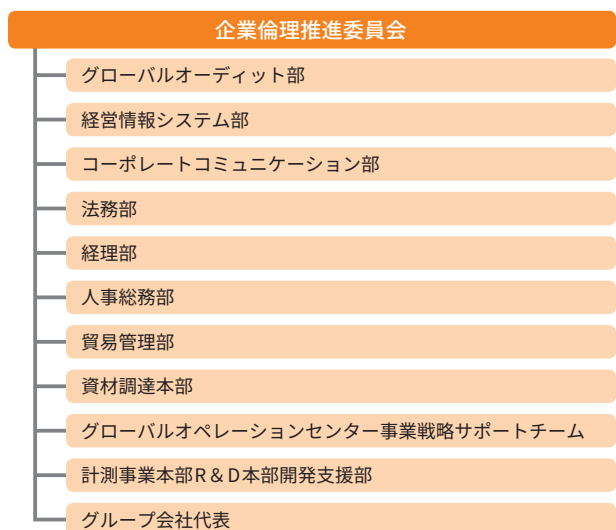 企業倫理推進委員会
グローバルオーディット部
経営情報システム部
コーポレートコミュニケーション部
法務部
経理部
人事総務部
貿易管理部
資材調達本部
グローバルオペレーションセンター事業戦略サポートチーム
計測事業本部R＆D本部開発支援部
グループ会社代表